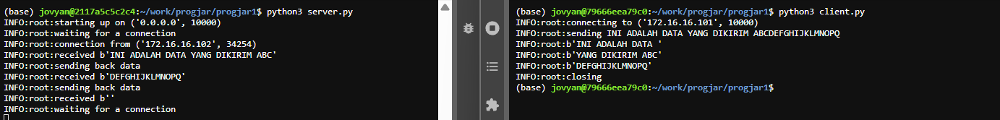 (base) jovyan@2117a5c5c2c4:~/work/progjar/progjar1$ python3 server.py
INFO:root:starting up on ('0.0.0.0', 10000)
INFO:root:waiting for a connection
INFO:root:connection from ('172.16.16.102', 34254)
INFO:root:received b'INI ADALAH DATA YANG DIKIRIM ABC'
INFO:root:sending back data
INFO:root:received b'DEFGHIJKLMNOPQ'
INFO:root:sending back data
INFO:root:received b''
INFO:root:waiting for a connection
(base) jovyan@79666eea79c0:~/work/progjar/progjar1$ python3 client.py
INFO:root:connecting to ('172.16.16.101', 10000)
INFO:root:sending INI ADALAH DATA YANG DIKIRIM ABCDEFGHIJKLMNOPQ
INFO:root:b'INI ADALAH DATA '
INFO:root:b'YANG DIKIRIM ABC'
INFO:root:b'DEFGHIJKLMNOPQ'
INFO:root:closing
(base) jovyan@79666eea79c0:~/work/progjar/progjar1$